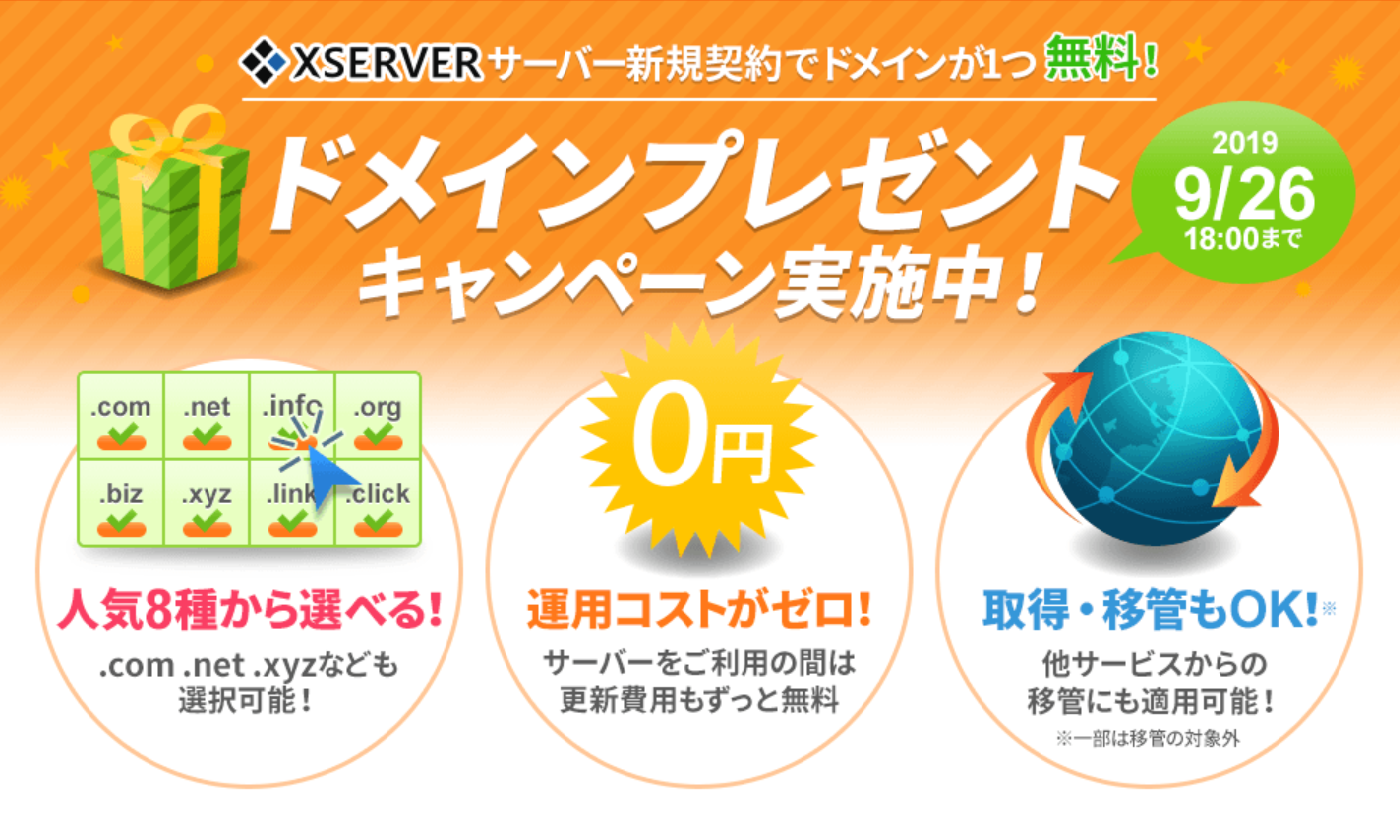 XSERVER サーバー新規契約でドメインが1つ 無料！
ドメインプレゼント
キャンペーン実施中！
2019
9/26
18:00まで
.com .net .info .org
.biz .xyz .link .click
人気8種から選べる！
.com .net .xyzなども
選択可能！
0円
運用コストがゼロ！
サーバーをご利用の間は
更新費用もずっと無料
取得・移管もOK！※
他サービスからの
移管にも適用可能！
※一部は移管の対象外